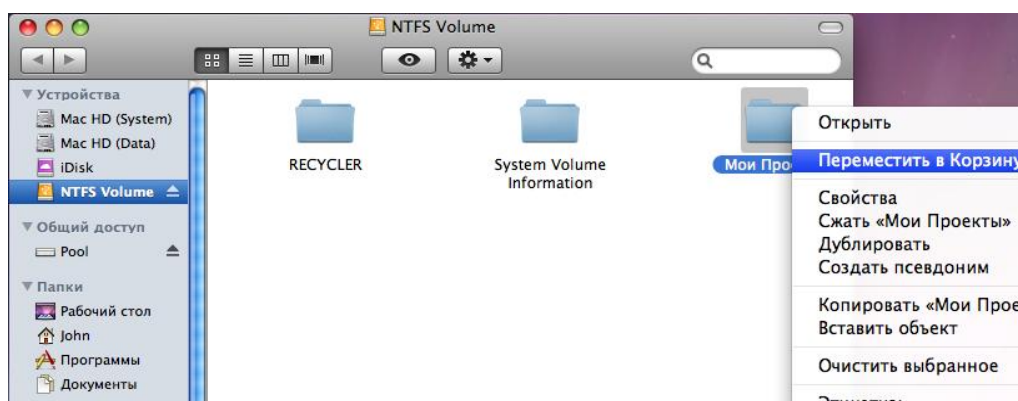 NTFS Volume
Устройства
Mac HD (System)
Mac HD (Data)
iDisk
NTFS Volume
Общий доступ
Pool
Папки
Рабочий стол
John
Программы
Документы
RECYCLER
System Volume
Information
Мои Про
Открыть
Переместить в Корзину
Свойства
Сжать «Мои Проекты»
Дублировать
Создать псевдоним
Копировать «Мои Прое
Вставить объект
Очистить выбранное